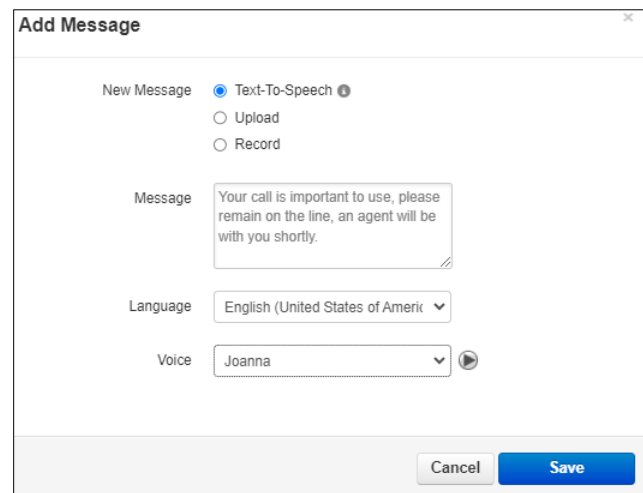 Add Message
×
New Message
Text-To-Speech
Upload
Record
Message
Your call is important to use, please
remain on the line, an agent will be
with you shortly.
Language
English (United States of Americ
Voice
Joanna
Cancel
Save